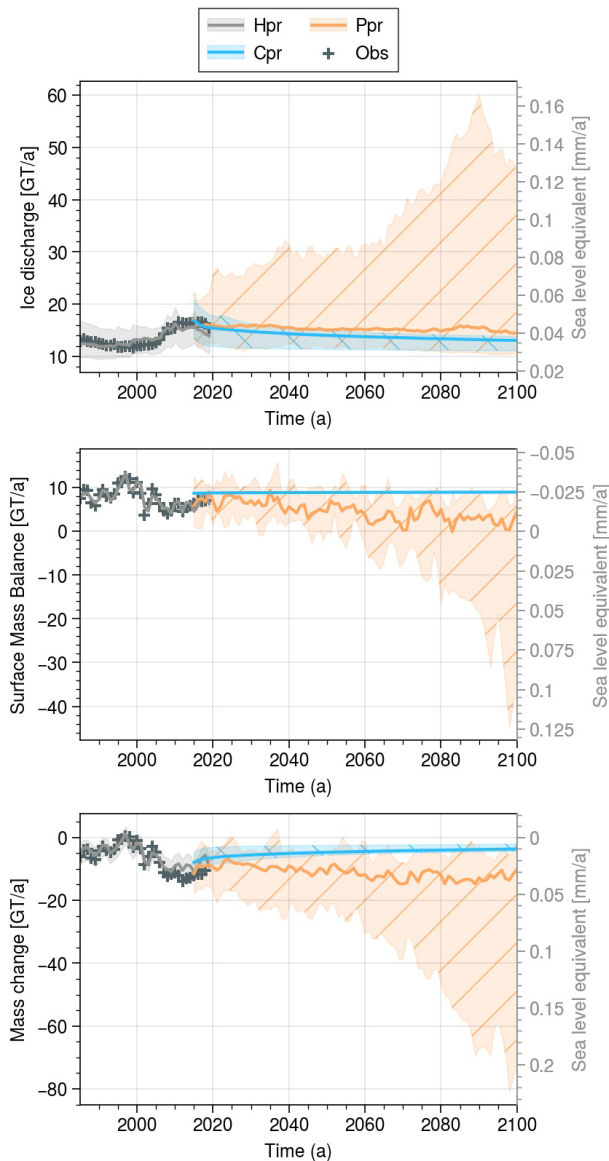 Hpr Ppr
Cpr Obs
60
50
40
30
20
10
Ice discharge [GT/a]
0.16
0.14
0.12
0.10
0.08
0.06
0.04
0.02
Sea level equivalent [mm/a]
2000 2020 2040 2060 2080 2100
Time (a)
10
0
−10
−20
−30
−40
Surface Mass Balance [GT/a]
−0.05
−0.025
0
0.025
0.05
0.075
0.1
0.125
Sea level equivalent [mm/a]
2000 2020 2040 2060 2080 2100
Time (a)
0
−20
−40
−60
−80
Mass change [GT/a]
0
0.05
0.1
0.15
0.2
Sea level equivalent [mm/a]
2000 2020 2040 2060 2080 2100
Time (a)